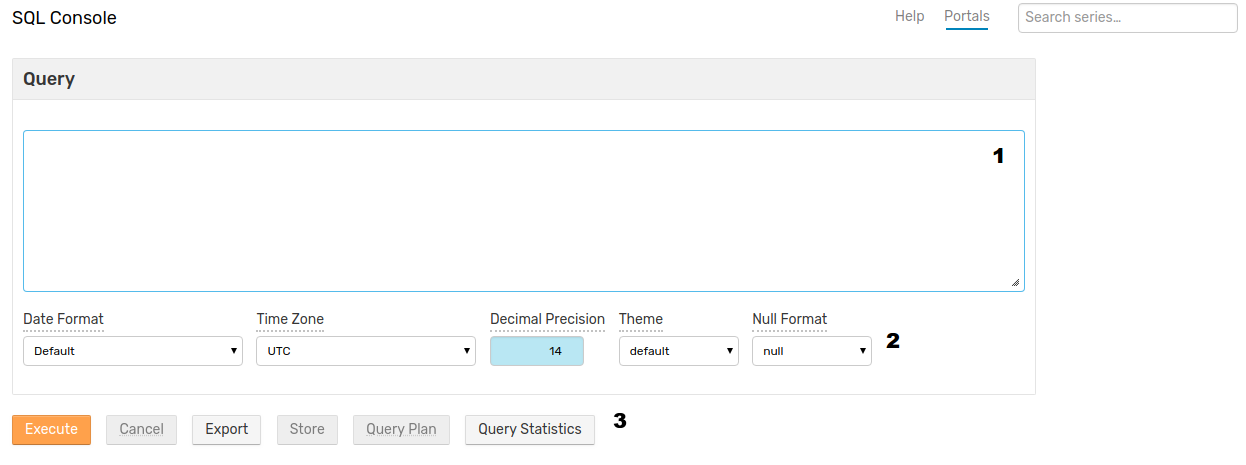 SQL Console
Help Portals Search series...
Query
1
Date Format Time Zone Decimal Precision Theme Null Format
Default UTC 14 default null
2
Execute Cancel Export Store Query Plan Query Statistics
3